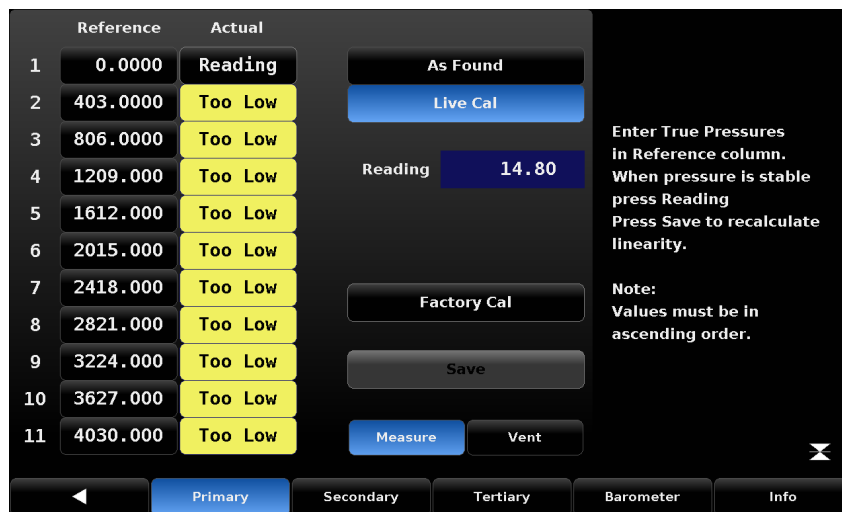 Reference Actual
1 0.0000 Reading
2 403.0000 Too Low
3 806.0000 Too Low
4 1209.000 Too Low
5 1612.000 Too Low
6 2015.000 Too Low
7 2418.000 Too Low
8 2821.000 Too Low
9 3224.000 Too Low
10 3627.000 Too Low
11 4030.000 Too Low
As Found
Live Cal
Reading 14.80
Factory Cal
Save
Measure Vent
Enter True Pressures
in Reference column.
When pressure is stable
press Reading
Press Save to recalculate
linearity.
Note:
Values must be in
ascending order.
Primary Secondary Tertiary Barometer Info